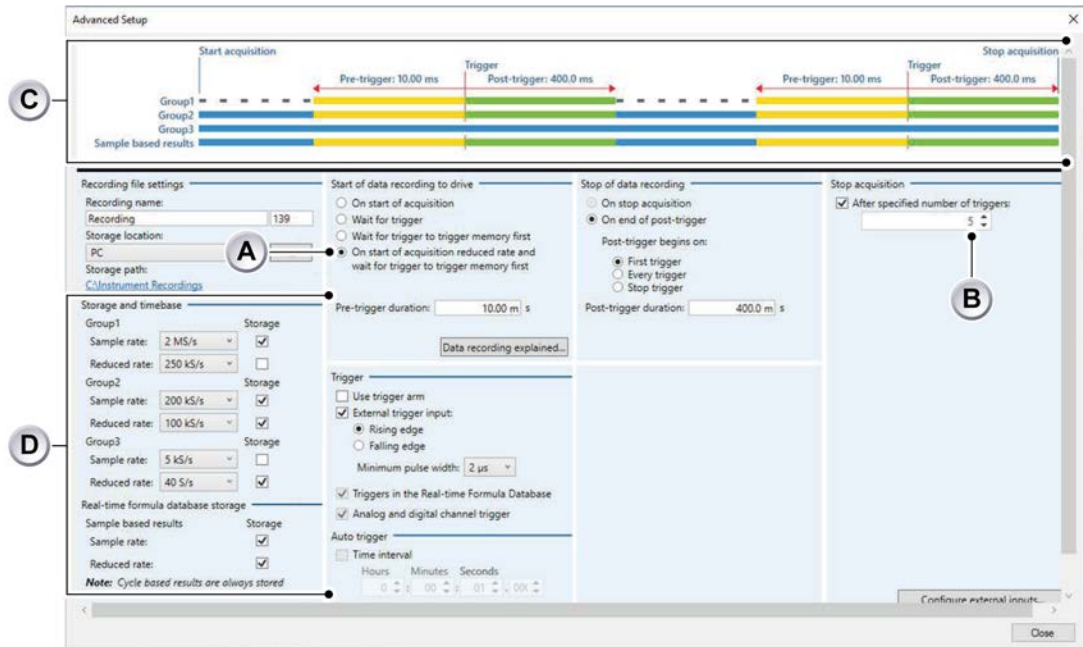 Advanced Setup
Start acquisition
Stop acquisition
Trigger
Trigger
Pre-trigger: 10.00 ms
Post-trigger: 400.0 ms
Pre-trigger: 10.00 ms
Post-trigger: 400.0 ms
C
Group1
Group2
Group3
Sample based results
Recording file settings
Recording name:
Recording
139
Storage location:
PC
Storage path:
C:\Instrument Recordings
A
Start of data recording to drive
On start of acquisition
Wait for trigger
Wait for trigger to trigger memory first
On start of acquisition reduced rate and
wait for trigger to trigger memory first
Pre-trigger duration:
10.00 m
s
Data recording explained...
Stop of data recording
On stop acquisition
On end of post-trigger
Post-trigger begins on:
First trigger
Every trigger
Stop trigger
Post-trigger duration:
400.0 m
s
Stop acquisition
After specified number of triggers:
5
B
D
Storage and timebase
Group1
Storage
Sample rate:
2 MS/s
Reduced rate:
250 kS/s
Group2
Storage
Sample rate:
200 kS/s
Reduced rate:
100 kS/s
Group3
Storage
Sample rate:
5 kS/s
Reduced rate:
40 S/s
Real-time formula database storage
Sample based results
Storage
Sample rate:
Reduced rate:
Note: Cycle based results are always stored
Trigger
Use trigger arm
External trigger input:
Rising edge
Falling edge
Minimum pulse width:
2 µs
Triggers in the Real-time Formula Database
Analog and digital channel trigger
Auto trigger
Time interval
Hours
Minutes
Seconds
0 : 00 : 01
Configure external inputs...
Close